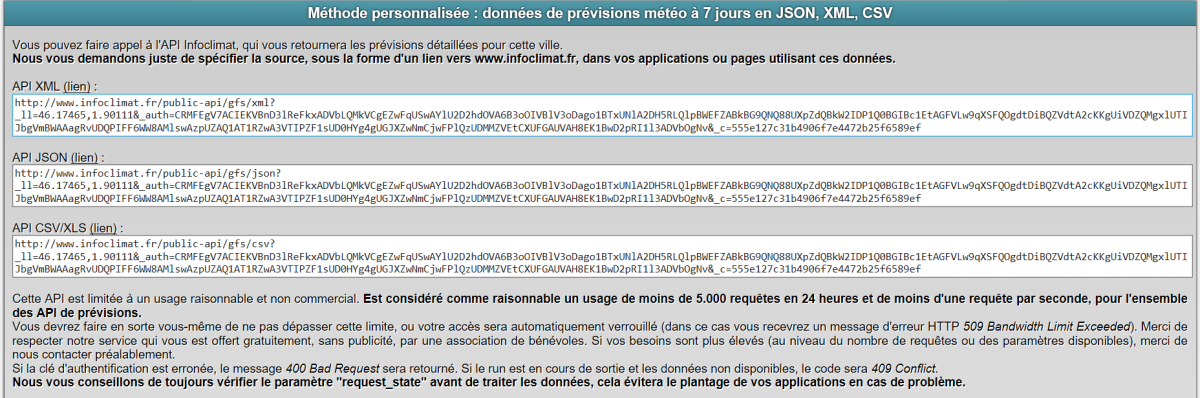 Méthode personnalisée : données de prévisions météo à 7 jours en JSON, XML, CSV
Vous pouvez faire appel à l'API Infoclimat, qui vous retournera les prévisions détaillées pour cette ville.
Nous vous demandons juste de spécifier la source, sous la forme d'un lien vers www.infoclimat.fr, dans vos applications ou pages utilisant ces données.
API XML (lien) :
http://www.infoclimat.fr/public-api/gfs/xml?
_ll=46.17465,1.90111&_auth=CRMFEgV7ACIEKVBnD3lReFkxADVbLQMkVCgEZwFqUSwAYlU2D2hdOVA6B3oOIVBlV3oDago1BTxUNlA2DH5RLQlpBWEFZABkBG9QNQ88UXpZdQBkW2IDP1Q0BGIBc1EtAGFVLw9qXSFQOgdtDiBQZVdtA2cKKgUiVDZQMgxlUTI
JbgVmBWAAagRvUDQPIFF6WW8AMlswAzpUZAQ1AT1RZwA3VTIPZF1sUD0HYg4gUGJXZwNmCjwFPlQzUDMMZVEtCXUFGAUVAH8EK1BwD2pRI1l3ADVbOgNv&_c=555e127c31b4906f7e4472b25f6589ef
API JSON (lien) :
http://www.infoclimat.fr/public-api/gfs/json?
_ll=46.17465,1.90111&_auth=CRMFEgV7ACIEKVBnD3lReFkxADVbLQMkVCgEZwFqUSwAYlU2D2hdOVA6B3oOIVBlV3oDago1BTxUNlA2DH5RLQlpBWEFZABkBG9QNQ88UXpZdQBkW2IDP1Q0BGIBc1EtAGFVLw9qXSFQOgdtDiBQZVdtA2cKKgUiVDZQMgxlUTI
JbgVmBWAAagRvUDQPIFF6WW8AMlswAzpUZAQ1AT1RZwA3VTIPZF1sUD0HYg4gUGJXZwNmCjwFPlQzUDMMZVEtCXUFGAUVAH8EK1BwD2pRI1l3ADVbOgNv&_c=555e127c31b4906f7e4472b25f6589ef
API CSV/XLS (lien) :
http://www.infoclimat.fr/public-api/gfs/csv?
_ll=46.17465,1.90111&_auth=CRMFEgV7ACIEKVBnD3lReFkxADVbLQMkVCgEZwFqUSwAYlU2D2hdOVA6B3oOIVBlV3oDago1BTxUNlA2DH5RLQlpBWEFZABkBG9QNQ88UXpZdQBkW2IDP1Q0BGIBc1EtAGFVLw9qXSFQOgdtDiBQZVdtA2cKKgUiVDZQMgxlUTI
JbgVmBWAAagRvUDQPIFF6WW8AMlswAzpUZAQ1AT1RZwA3VTIPZF1sUD0HYg4gUGJXZwNmCjwFPlQzUDMMZVEtCXUFGAUVAH8EK1BwD2pRI1l3ADVbOgNv&_c=555e127c31b4906f7e4472b25f6589ef
Cette API est limitée à un usage raisonnable et non commercial. Est considéré comme raisonnable un usage de moins de 5.000 requêtes en 24 heures et de moins d'une requête par seconde, pour l'ensemble
des API de prévisions.
Vous devrez faire en sorte vous-même de ne pas dépasser cette limite, ou votre accès sera automatiquement verrouillé (dans ce cas vous recevrez un message d'erreur HTTP 509 Bandwidth Limit Exceeded). Merci de
respecter notre service qui vous est offert gratuitement, sans publicité, par une association de bénévoles. Si vos besoins sont plus élevés (au niveau du nombre de requêtes ou des paramètres disponibles), merci de
nous contacter préalablement.
Si la clé d'authentification est erronée, le message 400 Bad Request sera retourné. Si le run est en cours de sortie et les données non disponibles, le code sera 409 Conflict.
Nous vous conseillons de toujours vérifier le paramètre "request_state" avant de traiter les données, cela évitera le plantage de vos applications en cas de problème.